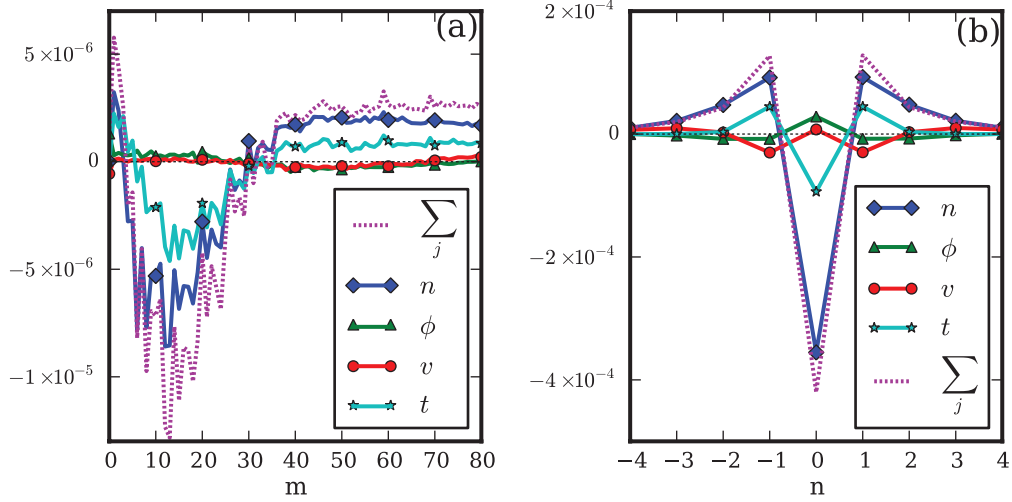 (a)
5 ×10⁻⁶
0
−5 ×10⁻⁶
−1 ×10⁻⁵
∑
j
n
ϕ
v
t
0 10 20 30 40 50 60 70 80
m
(b)
2 ×10⁻⁴
0
−2 ×10⁻⁴
−4 ×10⁻⁴
n
ϕ
v
t
∑
j
−4 −3 −2 −1 0 1 2 3 4
n